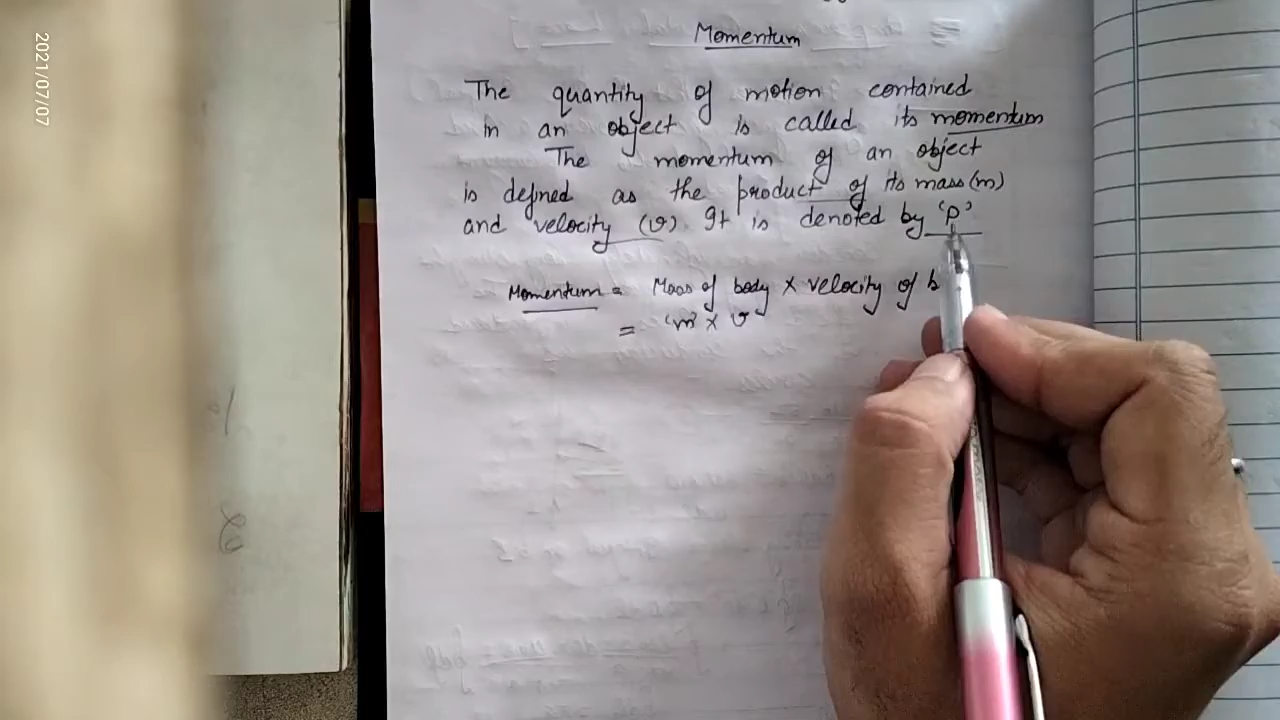 2021/07/07
Momentum
The quantity of motion contained
in an object is called its momentum
The momentum of an object
is defined as the product of its mass (m)
and velocity (v). It is denoted by 'p'
Momentum = Mass of body × velocity of b
= 'm' × v